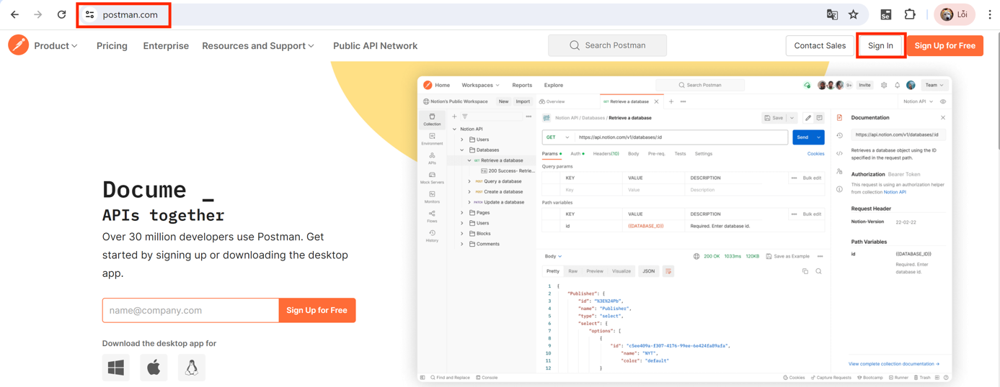 postman.com
Lỗi
Product Pricing Enterprise Resources and Support Public API Network Search Postman Contact Sales Sign In Sign Up for Free
Docume _
APIs together
Over 30 million developers use Postman. Get
started by signing up or downloading the desktop
app.
name@company.com Sign Up for Free
Download the desktop app for
Home Workspaces Reports Explore Search Postman 9+ Invite Team
Notion's Public Workspace New Import Overview GET Retrieve a database Notion API
Collection
Environment
APIs
Mock Servers
Monitors
Flows
History
Notion API
Users
Databases
GET Retrieve a database
200 Success- Retrie...
POST Query a database
POST Create a database
PATCH Update a database
Pages
Users
Blocks
Comments
Notion API / Databases / Retrieve a database Save
GET https://api.notion.com/v1/databases/:id Send
Params Auth Headers(10) Body Pre-req. Tests Settings Cookies
Query params
KEY VALUE DESCRIPTION Bulk edit
Key Value Description
Path variables
KEY VALUE DESCRIPTION Bulk edit
id {{DATABASE_ID}} Required. Enter database id.
Body 200 OK 1033ms 120KB Save as Example
Pretty Raw Preview Visualize JSON
1 {
2 "Publisher": {
3 "id": "%3E%24Pb",
4 "name": "Publisher",
5 "type": "select",
6 "select": {
7 "options": [
8 {
9 "id": "c5ee409a-f307-4176-99ee-6e424fa89afa",
10 "name": "NYT",
11 "color": "default"
12 }
Documentation
https://api.notion.com/v1/databases/:id
Retrieves a database object using the ID
specified in the request path.
Authorization Bearer Token
This request is using an authorization helper
from collection Notion API
Request Header
Notion-Version 22-02-22
Path Variables
id {{DATABASE_ID}}
Required. Enter
database id.
View complete collection documentation →
Find and Replace Console Cookies Capture Requests Bootcamp Runner Trash